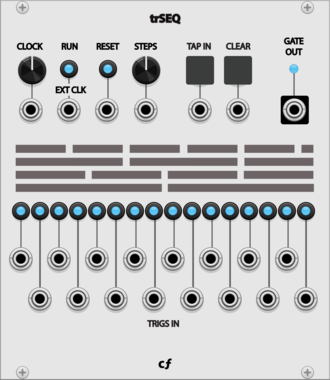 trSEQ
CLOCK RUN RESET STEPS TAP IN CLEAR GATE OUT
EXT CLK
TRIGS IN
cf